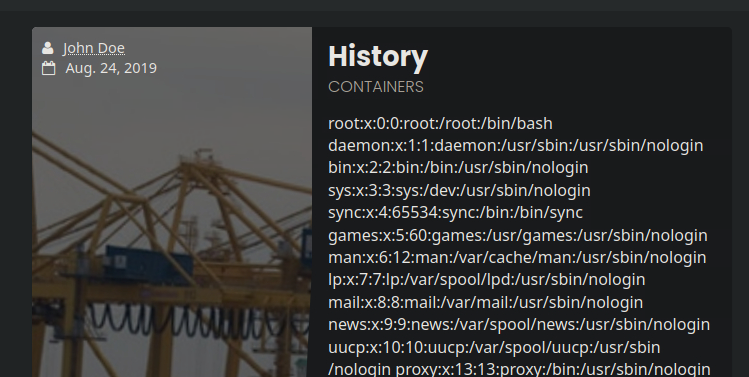 John Doe
Aug. 24, 2019
History
CONTAINERS
root:x:0:0:root:/root:/bin/bash
daemon:x:1:1:daemon:/usr/sbin:/usr/sbin/nologin
bin:x:2:2:bin:/bin:/usr/sbin/nologin
sys:x:3:3:sys:/dev:/usr/sbin/nologin
sync:x:4:65534:sync:/bin:/bin/sync
games:x:5:60:games:/usr/games:/usr/sbin/nologin
man:x:6:12:man:/var/cache/man:/usr/sbin/nologin
lp:x:7:7:lp:/var/spool/lpd:/usr/sbin/nologin
mail:x:8:8:mail:/var/mail:/usr/sbin/nologin
news:x:9:9:news:/var/spool/news:/usr/sbin/nologin
uucp:x:10:10:uucp:/var/spool/uucp:/usr/sbin
/nologin proxy:x:13:13:proxy:/bin:/usr/sbin/nologin